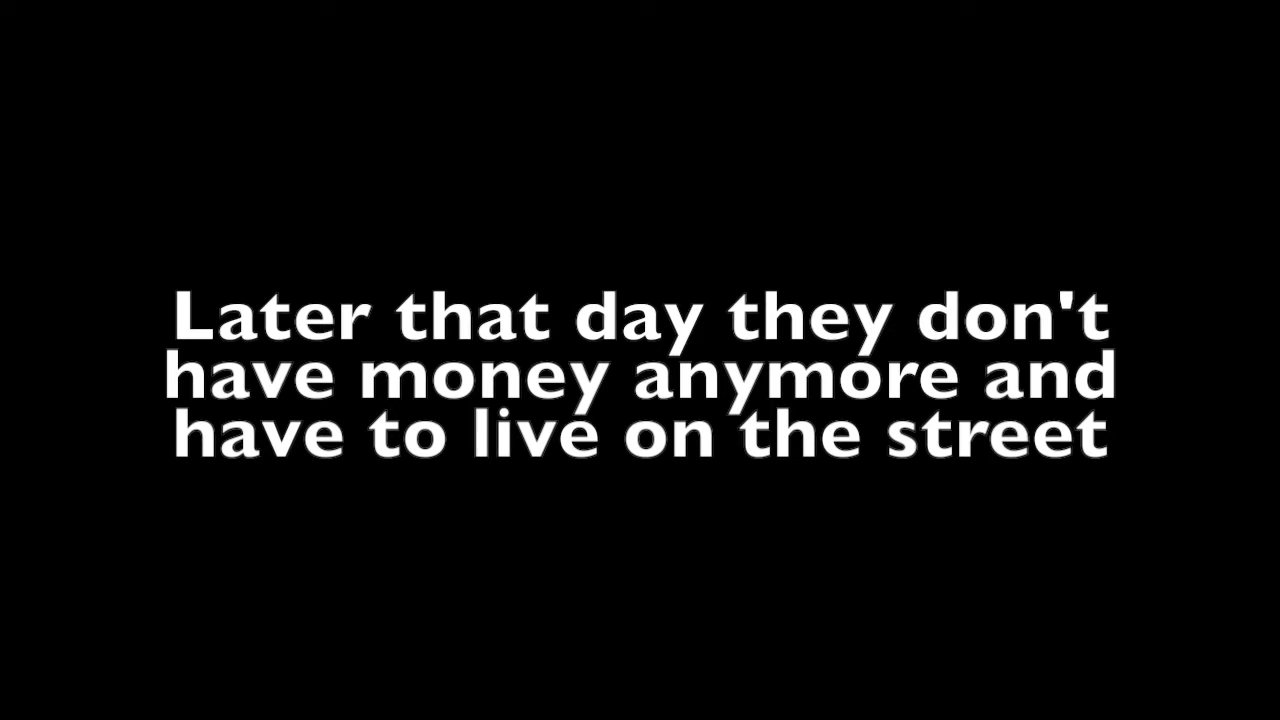 Later that day they don't
have money anymore and
have to live on the street